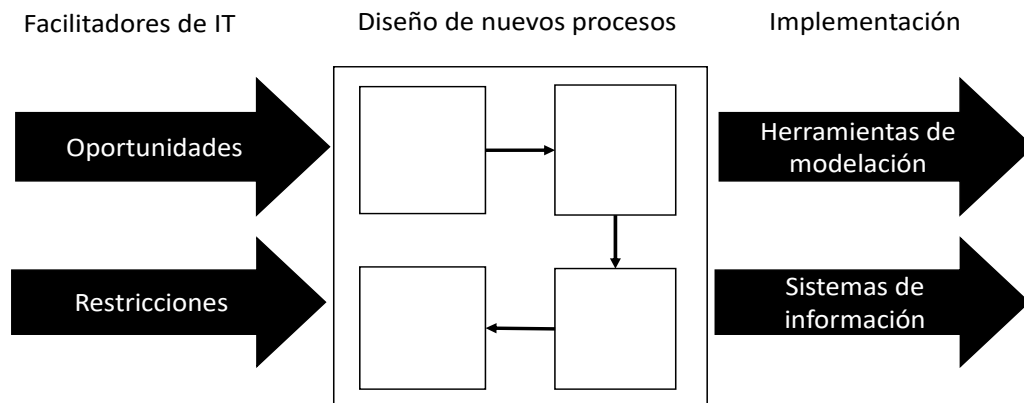 Facilitadores de IT
Diseño de nuevos procesos
Implementación
Oportunidades
Herramientas de
modelación
Restricciones
Sistemas de
información